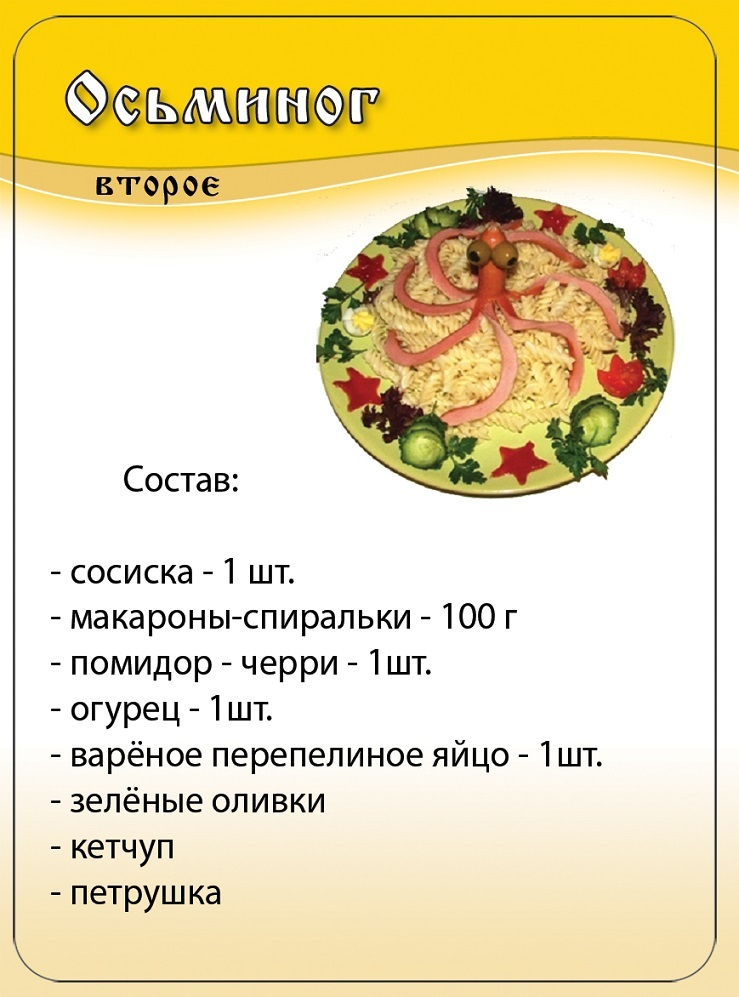 Осьминог
второе
Состав:
- сосиска - 1 шт.
- макароны-спиральки - 100 г
- помидор - черри - 1шт.
- огурец - 1шт.
- варёное перепелиное яйцо - 1шт.
- зелёные оливки
- кетчуп
- петрушка